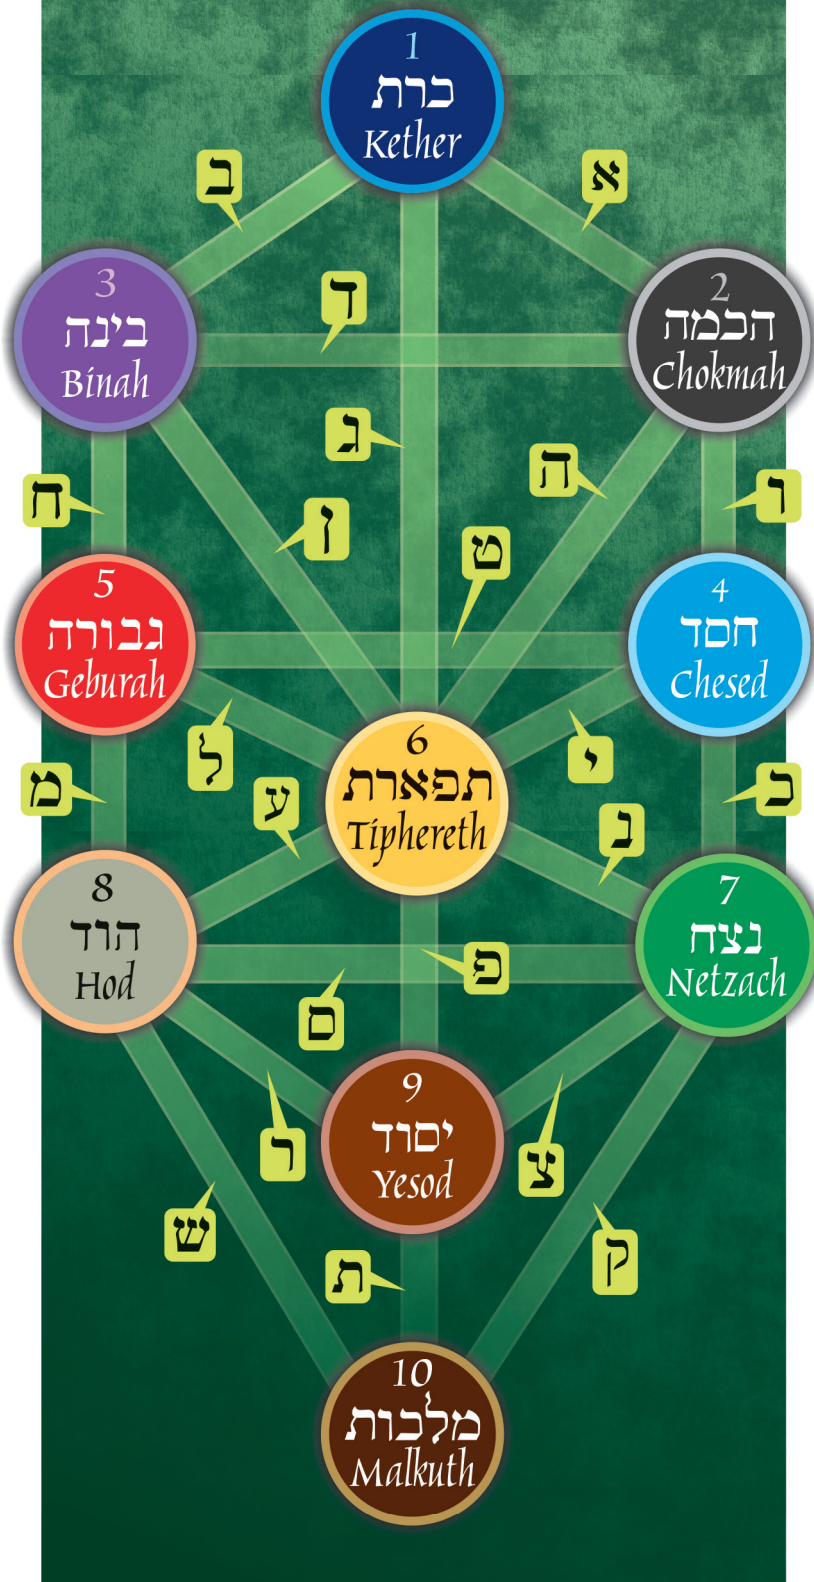 1
כתר
Kether
ב
א
3
בינה
Binah
2
הכמה
Chokmah
ד
ג
ה
ח
ו
ז
ט
5
גבורה
Geburah
4
חסד
Chesed
ל
י
6
תפארת
Tiphereth
מ
כ
ע
נ
8
הוד
Hod
7
נצח
Netzach
פ
ס
9
יסוד
Yesod
ר
צ
ש
ק
ת
10
מלכות
Malkuth